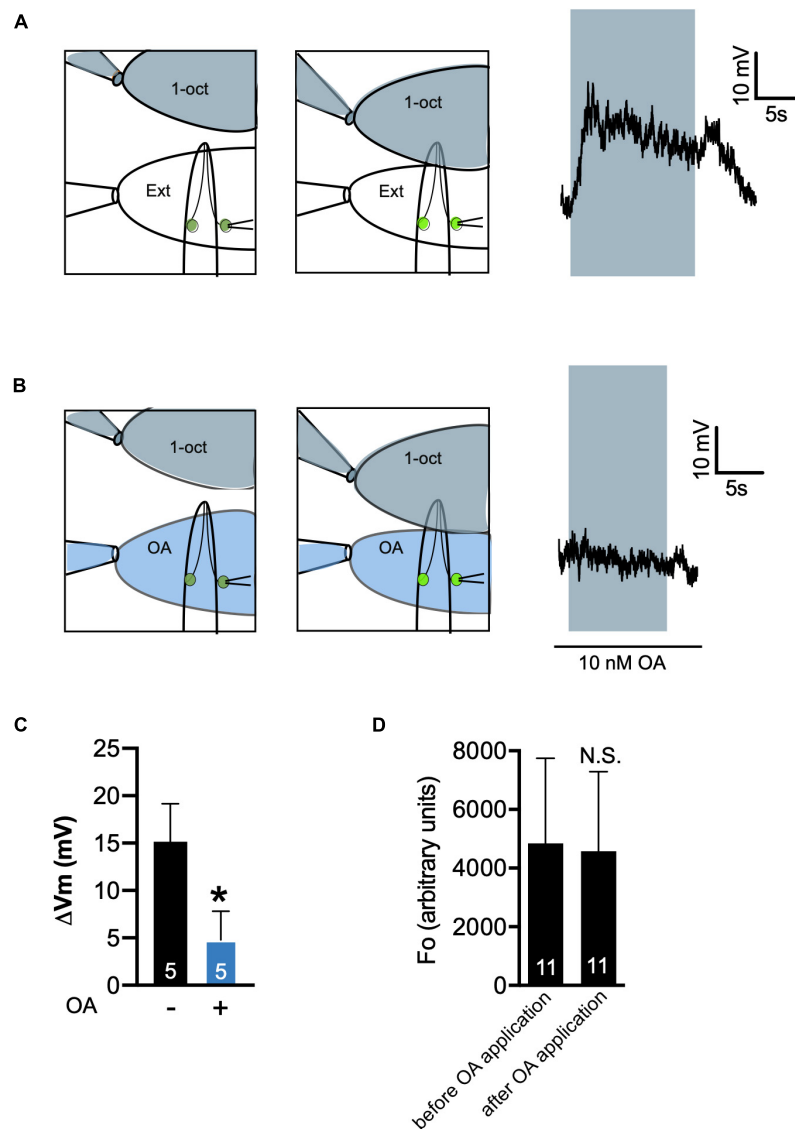 A
1-oct
Ext
1-oct
Ext
10 mV
5s
B
1-oct
OA
1-oct
OA
10 mV
5s
10 nM OA
C
25
20
15
10
5
0
ΔVm (mV)
*
5
5
OA
-
+
D
8000
6000
4000
2000
0
Fo (arbitrary units)
N.S.
11
11
before OA application
after OA application